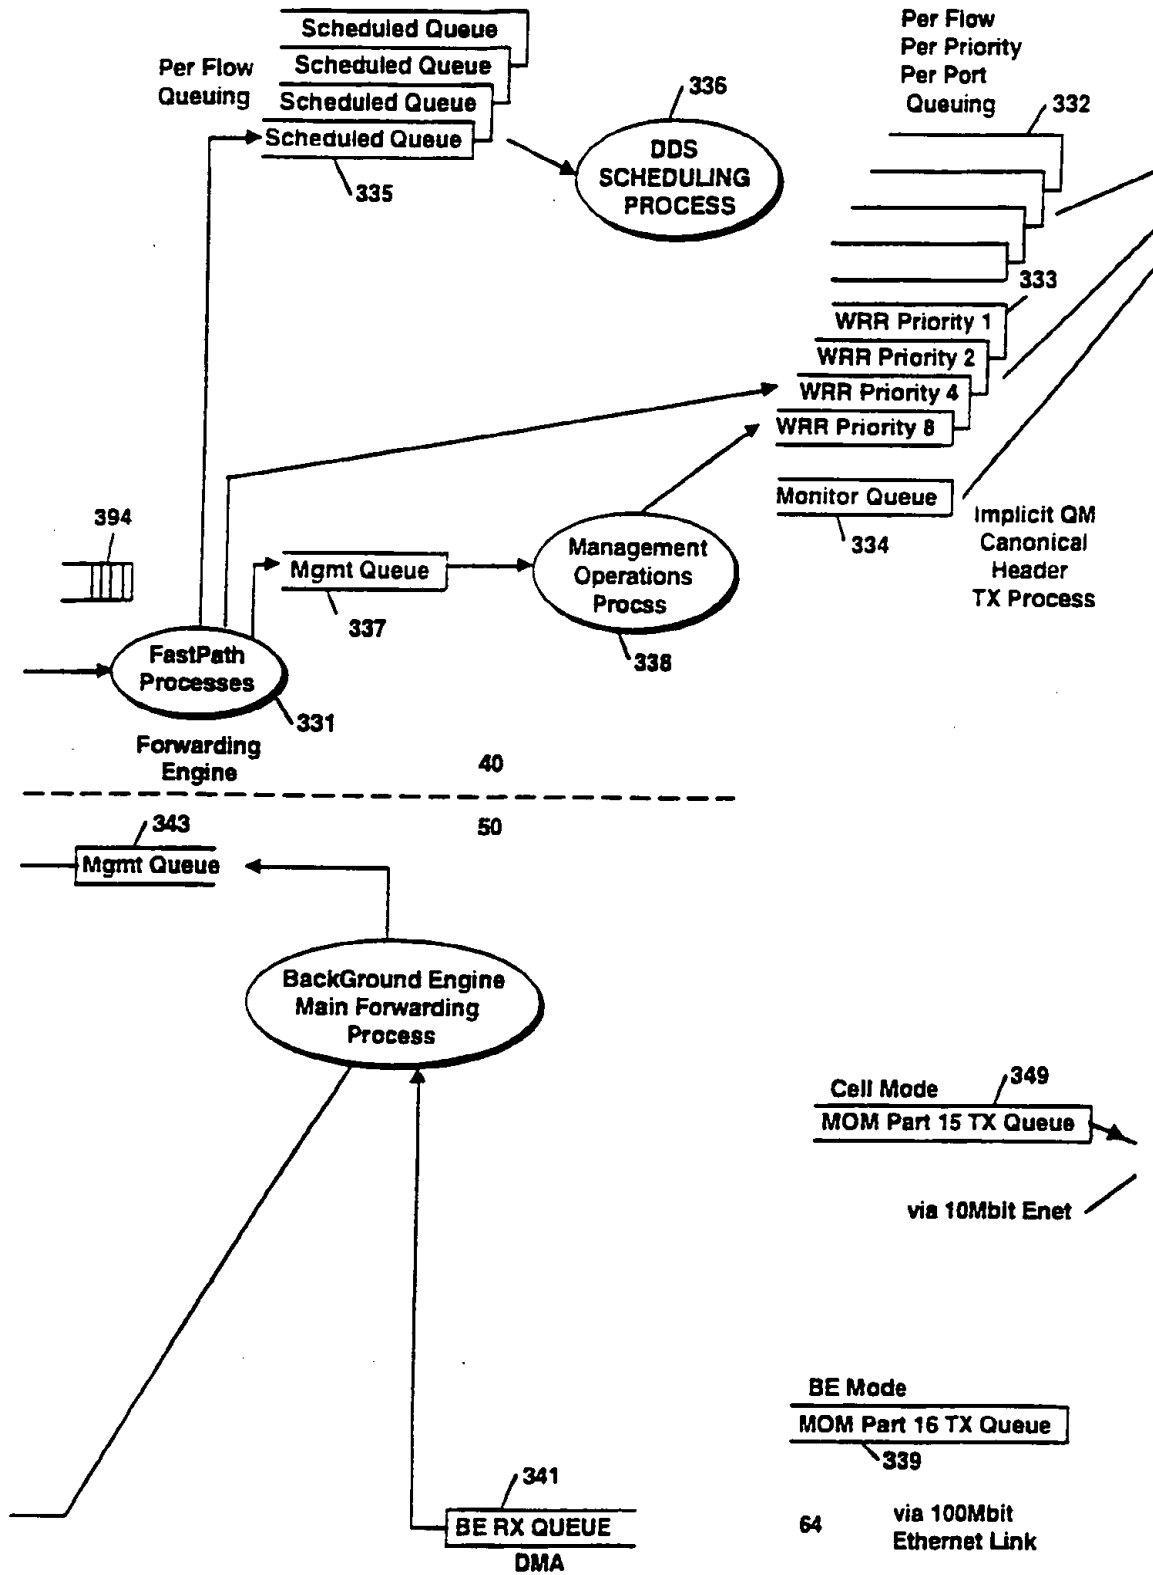 Scheduled Queue
Scheduled Queue
Scheduled Queue
Scheduled Queue
Per Flow
Queuing
335
336
DDS
SCHEDULING
PROCESS
Per Flow
Per Priority
Per Port
Queuing
332
333
WRR Priority 1
WRR Priority 2
WRR Priority 4
WRR Priority 8
Monitor Queue
334
Implicit QM
Canonical
Header
TX Process
394
Mgmt Queue
337
Management
Operations
Procss
338
FastPath
Processes
331
Forwarding
Engine
40
50
343
Mgmt Queue
BackGround Engine
Main Forwarding
Process
Cell Mode
349
MOM Part 15 TX Queue
via 10Mbit Enet
BE Mode
MOM Part 16 TX Queue
339
341
BE RX QUEUE
DMA
64
via 100Mbit
Ethernet Link